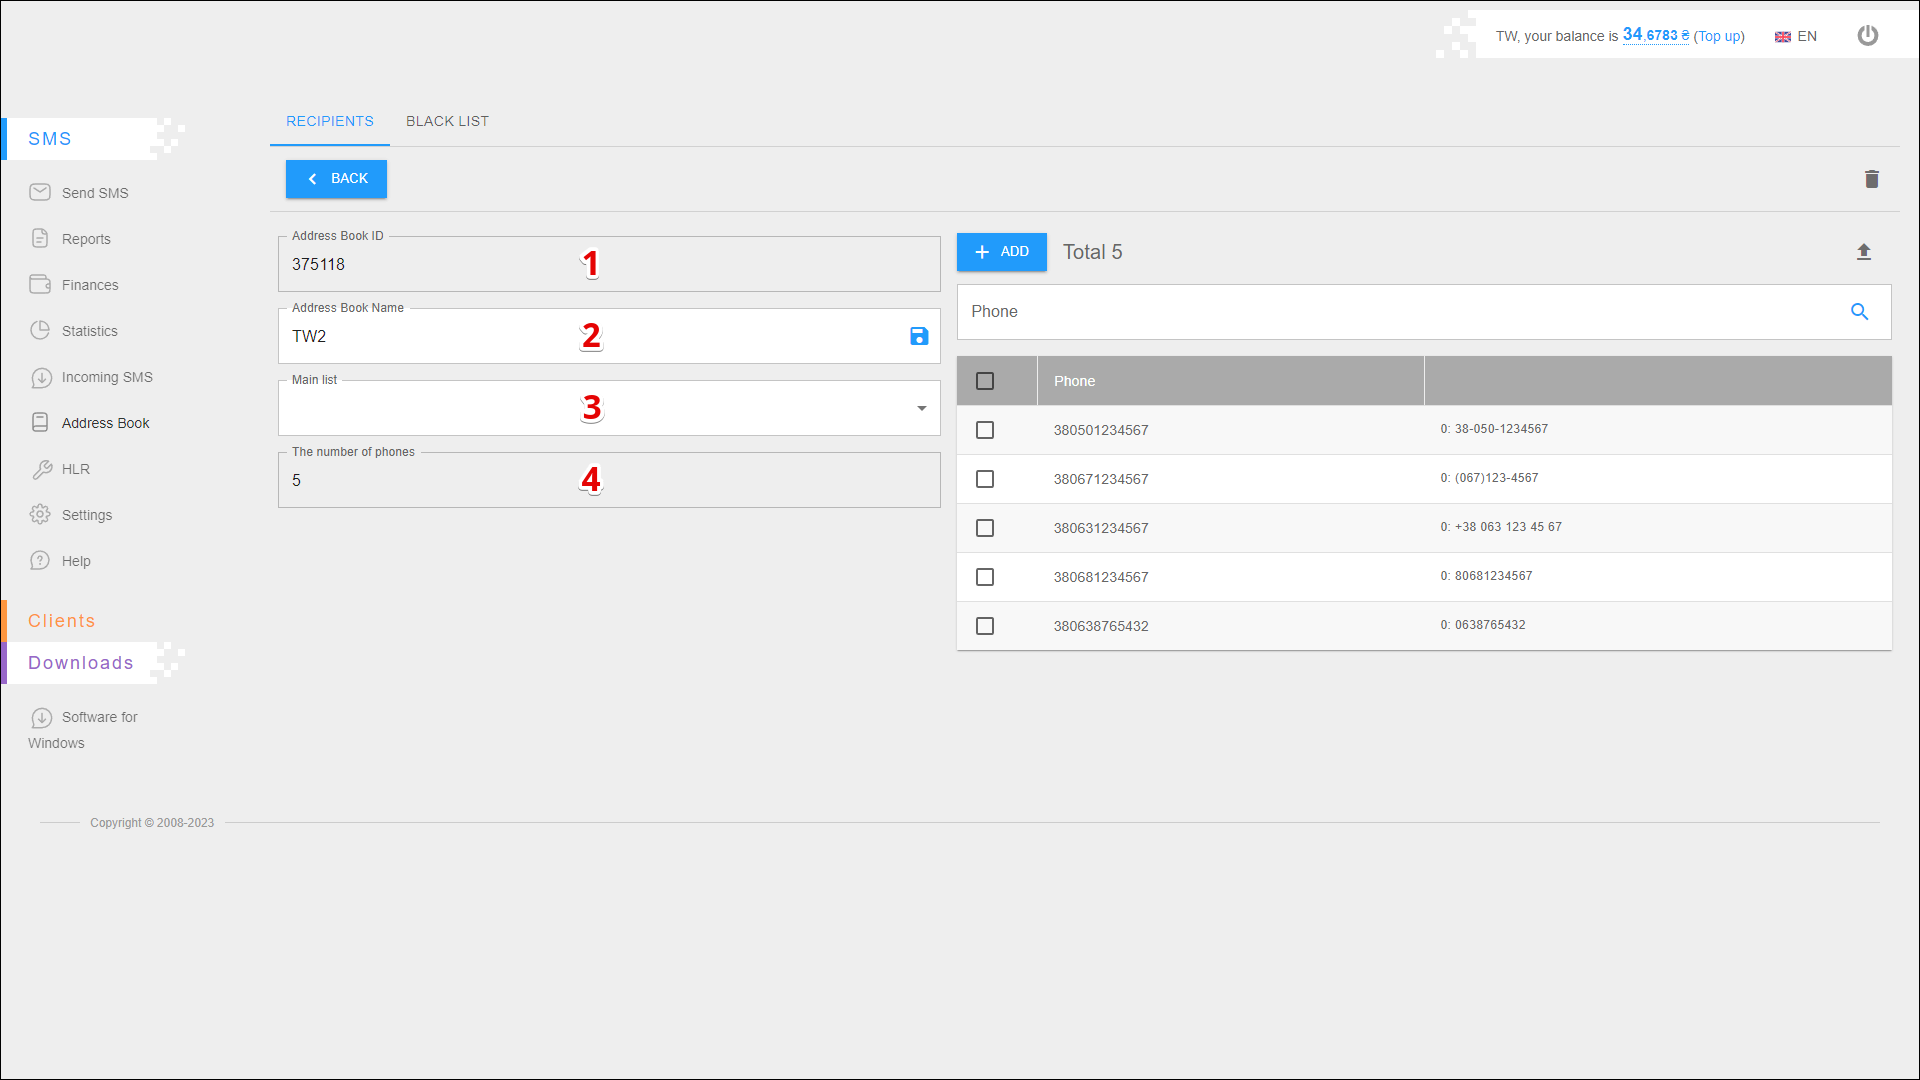 TW, your balance is 34,6783 ₴ (Top up)
EN
SMS
Send SMS
Reports
Finances
Statistics
Incoming SMS
Address Book
HLR
Settings
Help
Clients
Downloads
Software for
Windows
RECIPIENTS
BLACK LIST
BACK
Address Book ID
375118
1
Address Book Name
TW2
2
Main list
3
The number of phones
5
4
ADD
Total 5
Phone
Phone
380501234567 0: 38-050-1234567
380671234567 0: (067)123-4567
380631234567 0: +38 063 123 45 67
380681234567 0: 80681234567
380638765432 0: 0638765432
Copyright © 2008-2023